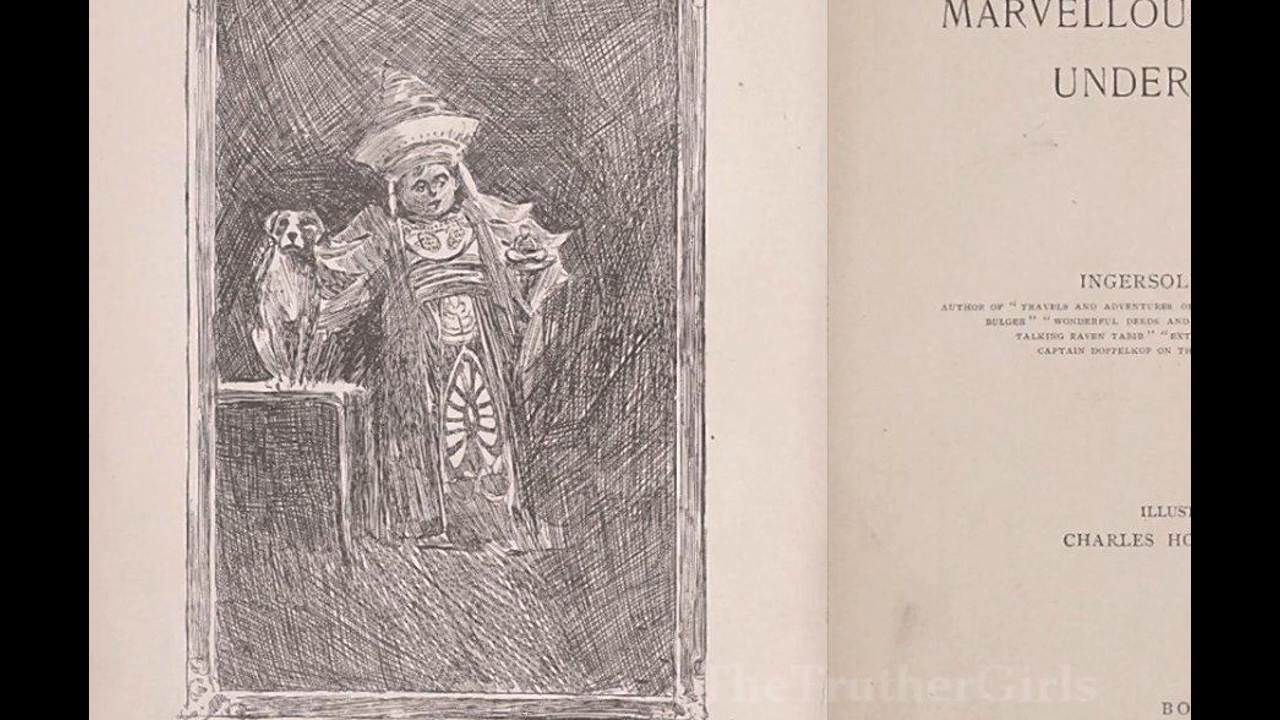 MARVELLOU
UNDER
INGERSOL
AUTHOR OF "TRAVELS AND ADVENTURES OF
BULGER" "WONDERFUL DEEDS AND
TALKING RAVEN TABIB" "EXT
CAPTAIN DOPPELKOP ON TH
ILLUST
CHARLES HO
BO
TheTrutherGirls